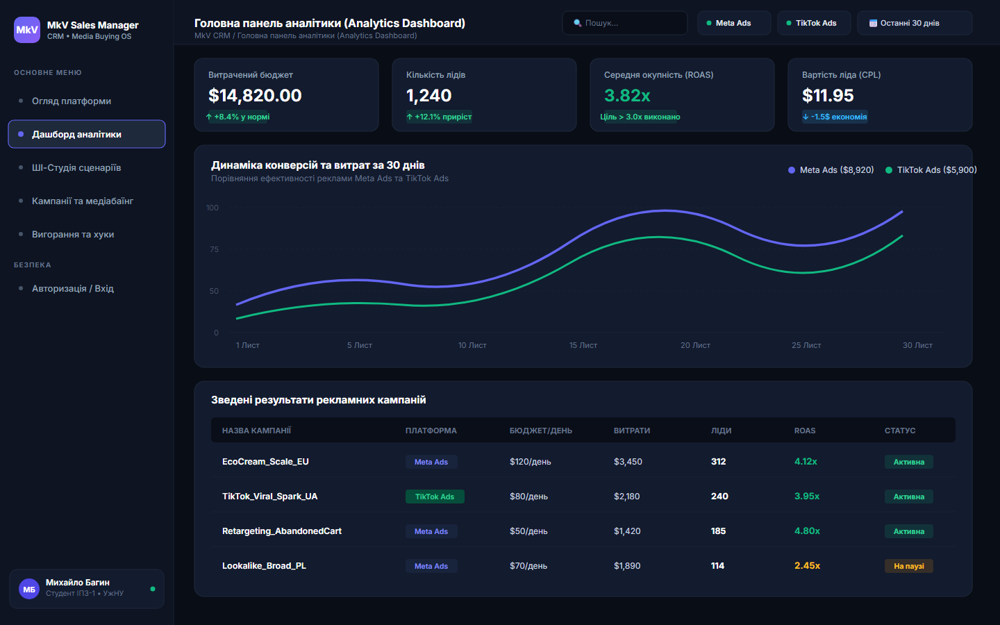 MkV
MkV Sales Manager
CRM • Media Buying OS
ОСНОВНЕ МЕНЮ
Огляд платформи
Дашборд аналітики
ШІ-Студія сценаріїв
Кампанії та медіабаїнг
Вигорання та хуки
БЕЗПЕКА
Авторизація / Вхід
МБ
Михайло Багин
Студент ІПЗ-1 • УжНУ
Головна панель аналітики (Analytics Dashboard)
MkV CRM / Головна панель аналітики (Analytics Dashboard)
Пошук...
Meta Ads
TikTok Ads
Останні 30 днів
Витрачений бюджет
$14,820.00
↑ +8.4% у нормі
Кількість лідів
1,240
↑ +12.1% приріст
Середня окупність (ROAS)
3.82x
Ціль > 3.0x виконано
Вартість ліда (CPL)
$11.95
↓ -1.5$ економія
Динаміка конверсій та витрат за 30 днів
Порівняння ефективності реклами Meta Ads та TikTok Ads
Meta Ads ($8,920)
TikTok Ads ($5,900)
100
75
50
0
1 Лист
5 Лист
10 Лист
15 Лист
20 Лист
25 Лист
30 Лист
Зведені результати рекламних кампаній
НАЗВА КАМПАНІЇ ПЛАТФОРМА БЮДЖЕТ/ДЕНЬ ВИТРАТИ ЛІДИ ROAS СТАТУС
EcoCream_Scale_EU Meta Ads $120/день $3,450 312 4.12x Активна
TikTok_Viral_Spark_UA TikTok Ads $80/день $2,180 240 3.95x Активна
Retargeting_AbandonedCart Meta Ads $50/день $1,420 185 4.80x Активна
Lookalike_Broad_PL Meta Ads $70/день $1,890 114 2.45x На паузі